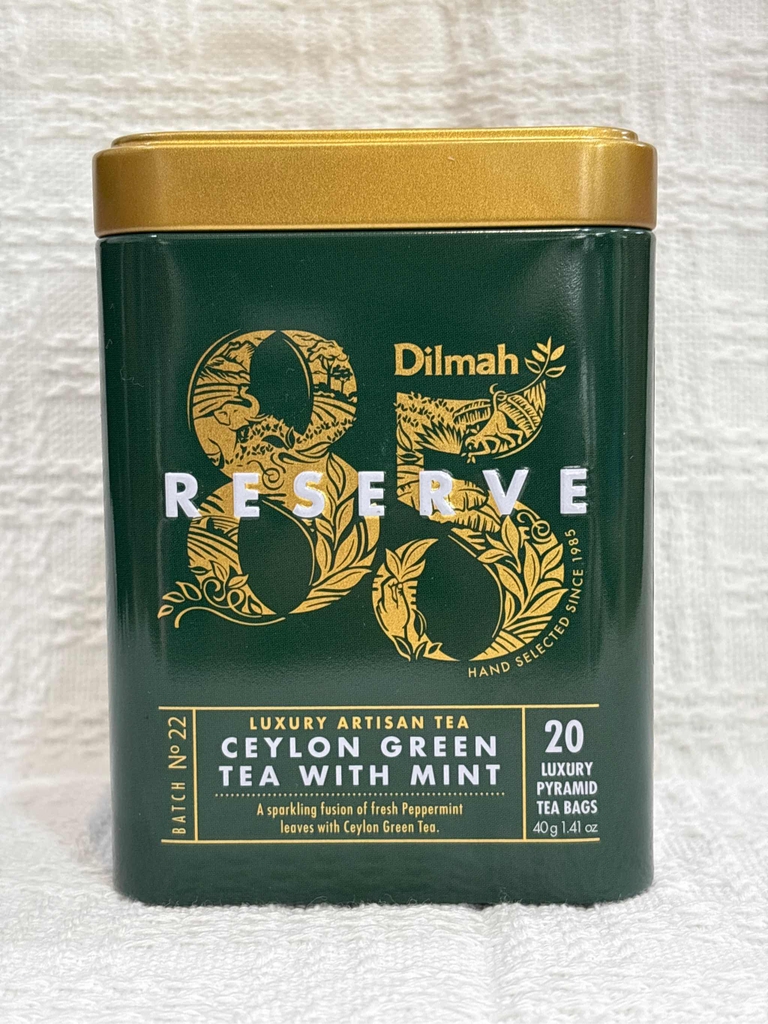 85
Dilmah
RESERVE
HAND SELECTED SINCE 1985
BATCH Nº 22
LUXURY ARTISAN TEA
CEYLON GREEN
TEA WITH MINT
A sparkling fusion of fresh Peppermint
leaves with Ceylon Green Tea.
20
LUXURY
PYRAMID
TEA BAGS
40g 1.41 oz